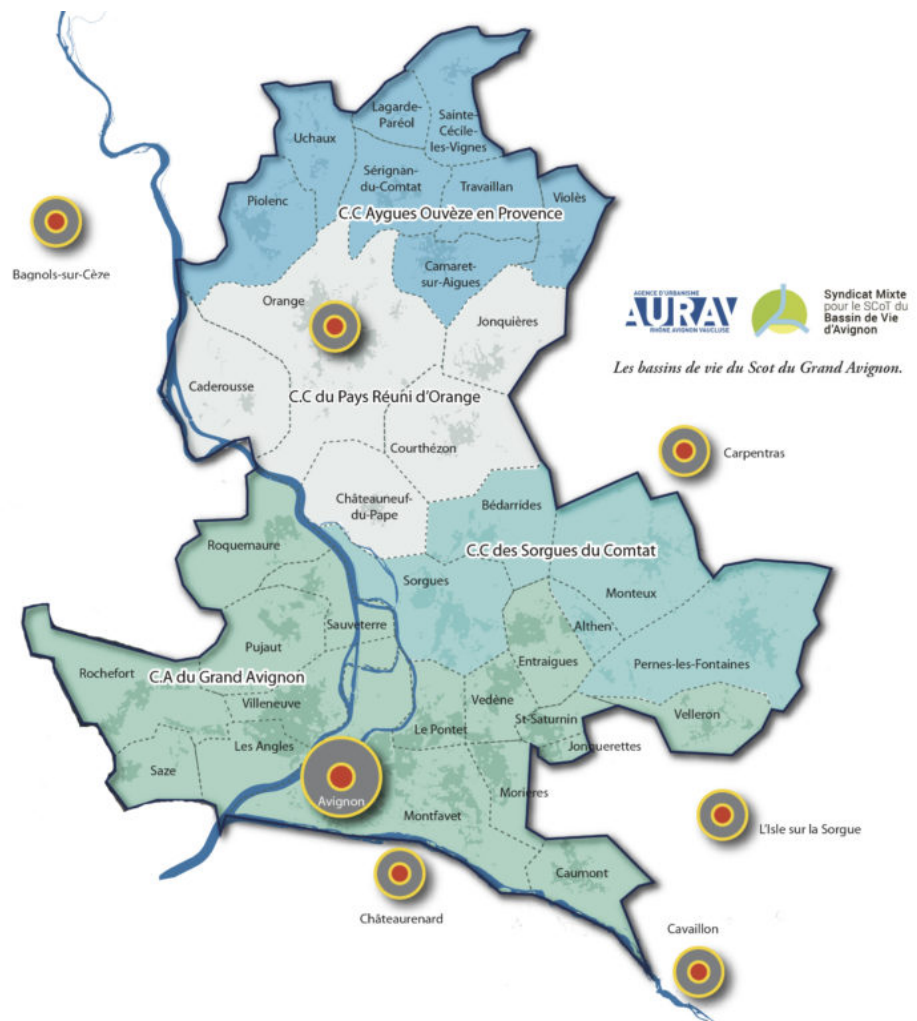 Lagarde-
Paréol
Sainte-
Cécile-
les-Vignes
Uchaux
Sérignan-
du-Comtat
Travaillan
Violès
Piolenc
C.C Aygues Ouvèze en Provence
Bagnols-sur-Cèze
Camaret-
sur-Aigues
Orange
Jonquières
AGENCE D'URBANISME
AURAV
RHÔNE AVIGNON VAUCLUSE
Syndicat Mixte
pour le SCoT du
Bassin de Vie
d'Avignon
Les bassins de vie du Scot du Grand Avignon.
Caderousse
C.C du Pays Réuni d'Orange
Courthézon
Carpentras
Châteauneuf-
du-Pape
Bédarrides
Roquemaure
C.C des Sorgues du Comtat
Sorgues
Monteux
Sauveterre
Althen
Pujaut
Entraigues
Pernes-les-Fontaines
Rochefort
C.A du Grand Avignon
Villeneuve
Vedène
Velleron
Le Pontet
St-Saturnin
Les Angles
Jonquerettes
Saze
Morières
Avignon
Montfavet
L'Isle sur la Sorgue
Caumont
Châteaurenard
Cavaillon